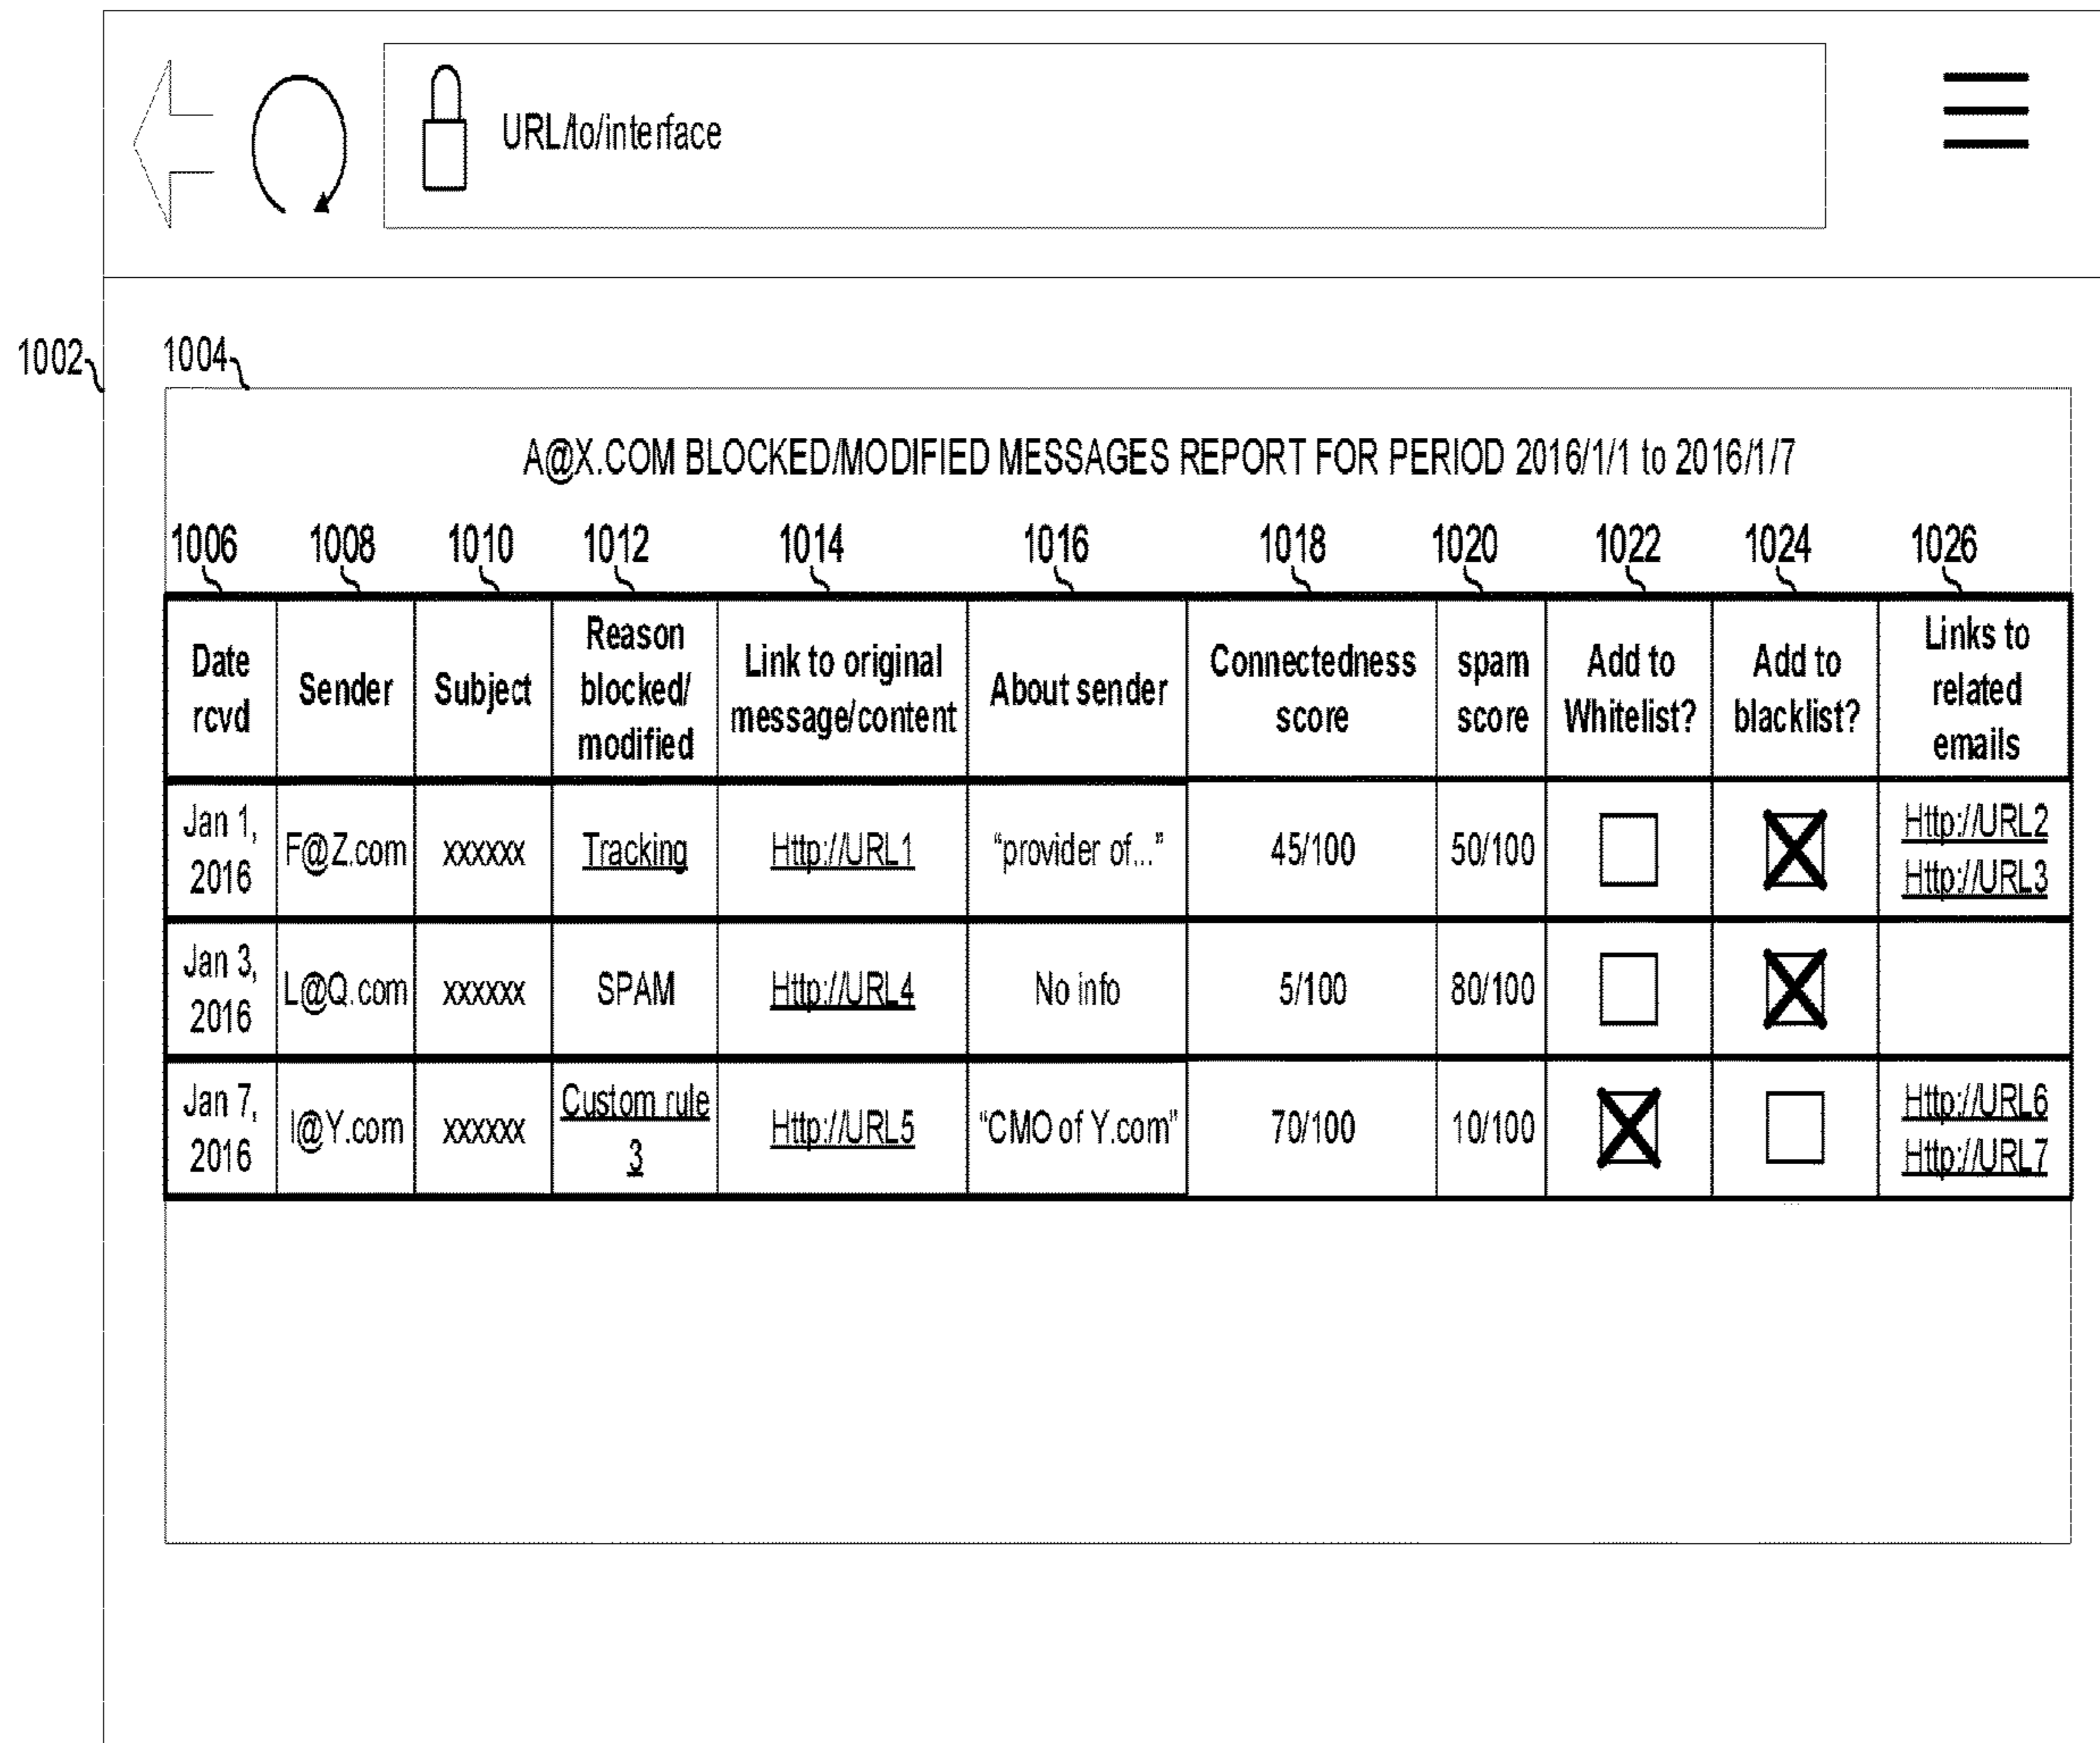 URL/to/interface
1002
1004
A@X.COM BLOCKED/MODIFIED MESSAGES REPORT FOR PERIOD 2016/1/1 to 2016/1/7
1006 1008 1010 1012 1014 1016 1018 1020 1022 1024 1026
Date
rcvd
Sender
Subject
Reason
blocked/
modified
Link to original
message/content
About sender
Connectedness
score
spam
score
Add to
Whitelist?
Add to
blacklist?
Links to
related
emails
Jan 1,
2016
F@Z.com
xxxxxx
Tracking
Http://URL1
“provider of...”
45/100
50/100
Http://URL2
Http://URL3
Jan 3,
2016
L@Q.com
xxxxxx
SPAM
Http://URL4
No info
5/100
80/100
Jan 7,
2016
I@Y.com
xxxxxx
Custom rule
3
Http://URL5
“CMO of Y.com”
70/100
10/100
Http://URL6
Http://URL7